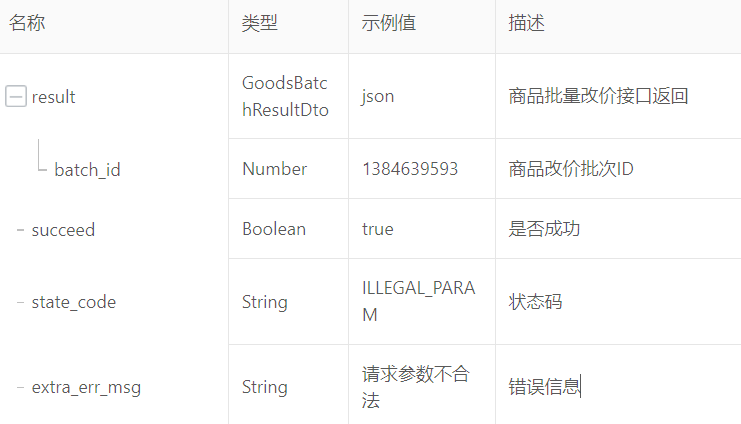 名称 类型 示例值 描述
result GoodsBatc
hResultDto json 商品批量改价接口返回
batch_id Number 1384639593 商品改价批次ID
succeed Boolean true 是否成功
state_code String ILLEGAL_PARA
M 状态码
extra_err_msg String 请求参数不合
法 错误信息